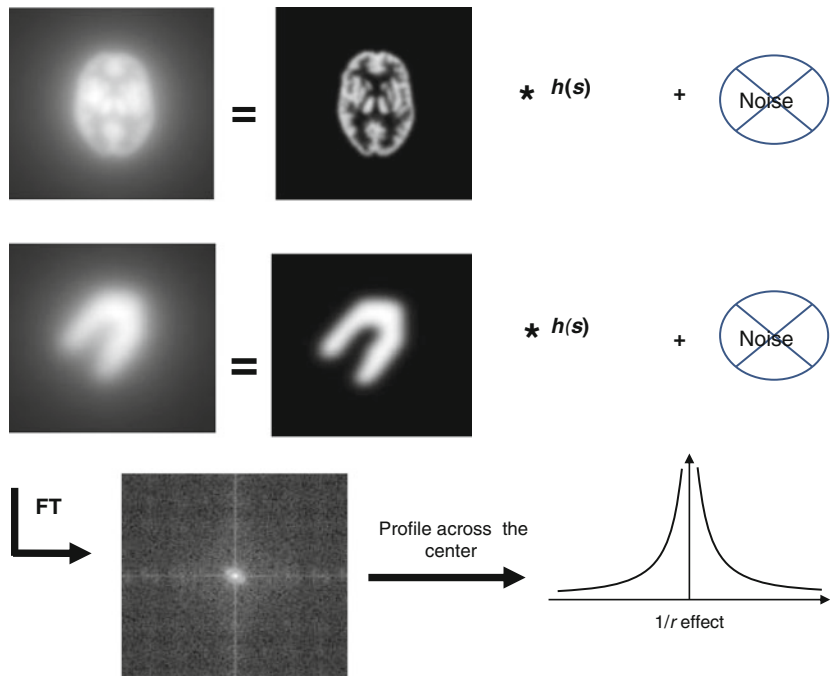 = * h(s) + Noise
= * h(s) + Noise
FT
Profile across the
center
1/r effect